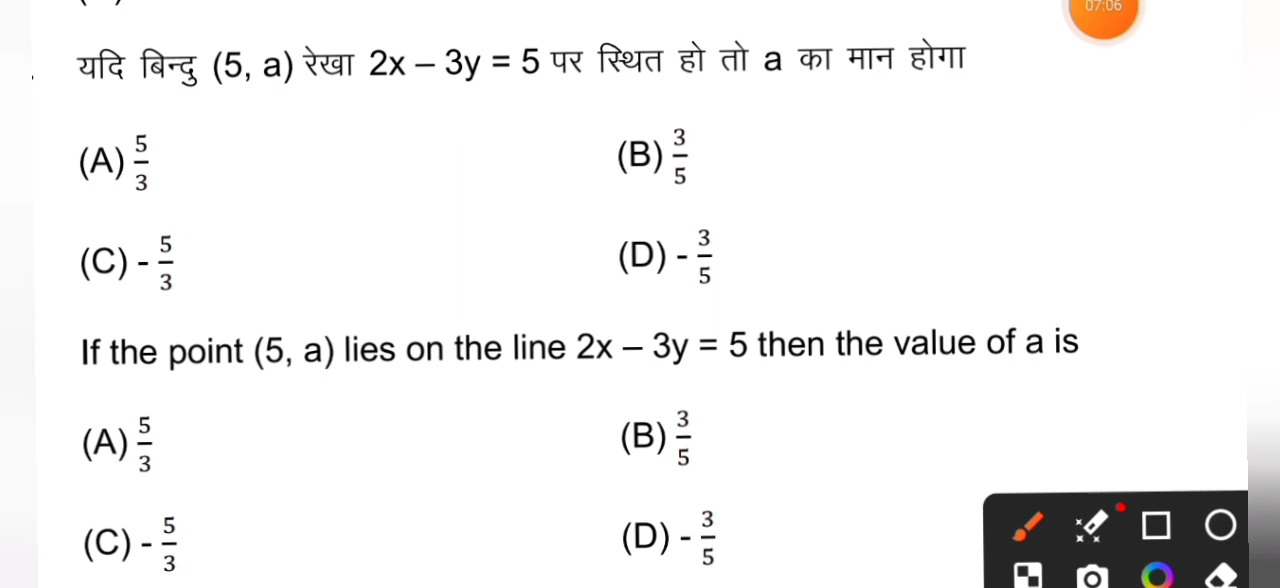 07:06
यदि बिन्दु (5, a) रेखा 2x – 3y = 5 पर स्थित हो तो a का मान होगा
(A) 5/3 (B) 3/5
(C) - 5/3 (D) - 3/5
If the point (5, a) lies on the line 2x – 3y = 5 then the value of a is
(A) 5/3 (B) 3/5
(C) - 5/3 (D) - 3/5